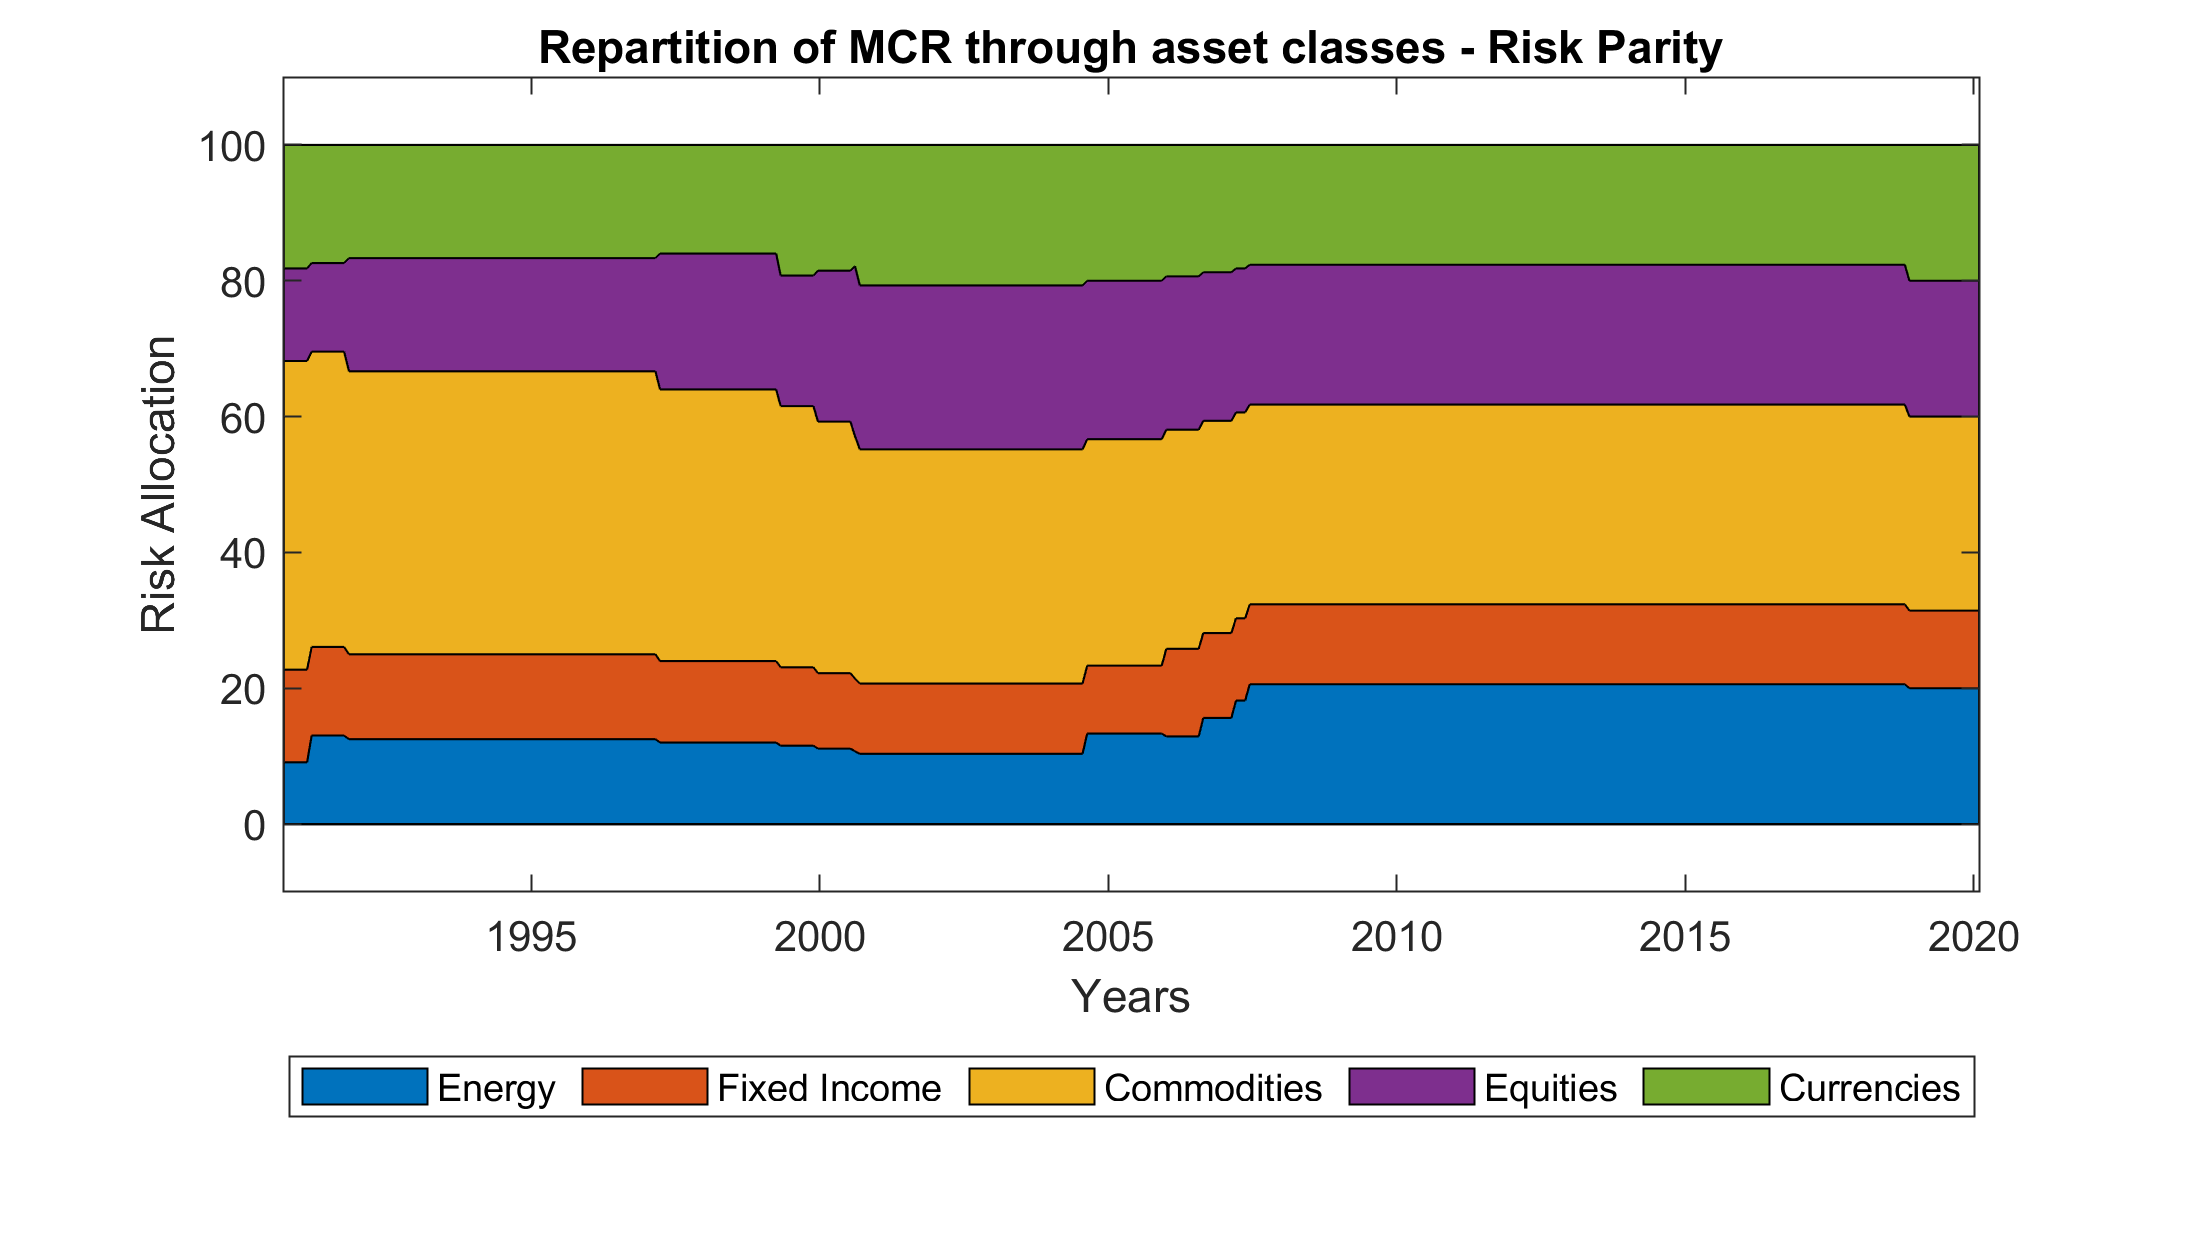 Repartition of MCR through asset classes - Risk Parity
Risk Allocation
100
80
60
40
20
0
1995 2000 2005 2010 2015 2020
Years
Energy Fixed Income Commodities Equities Currencies